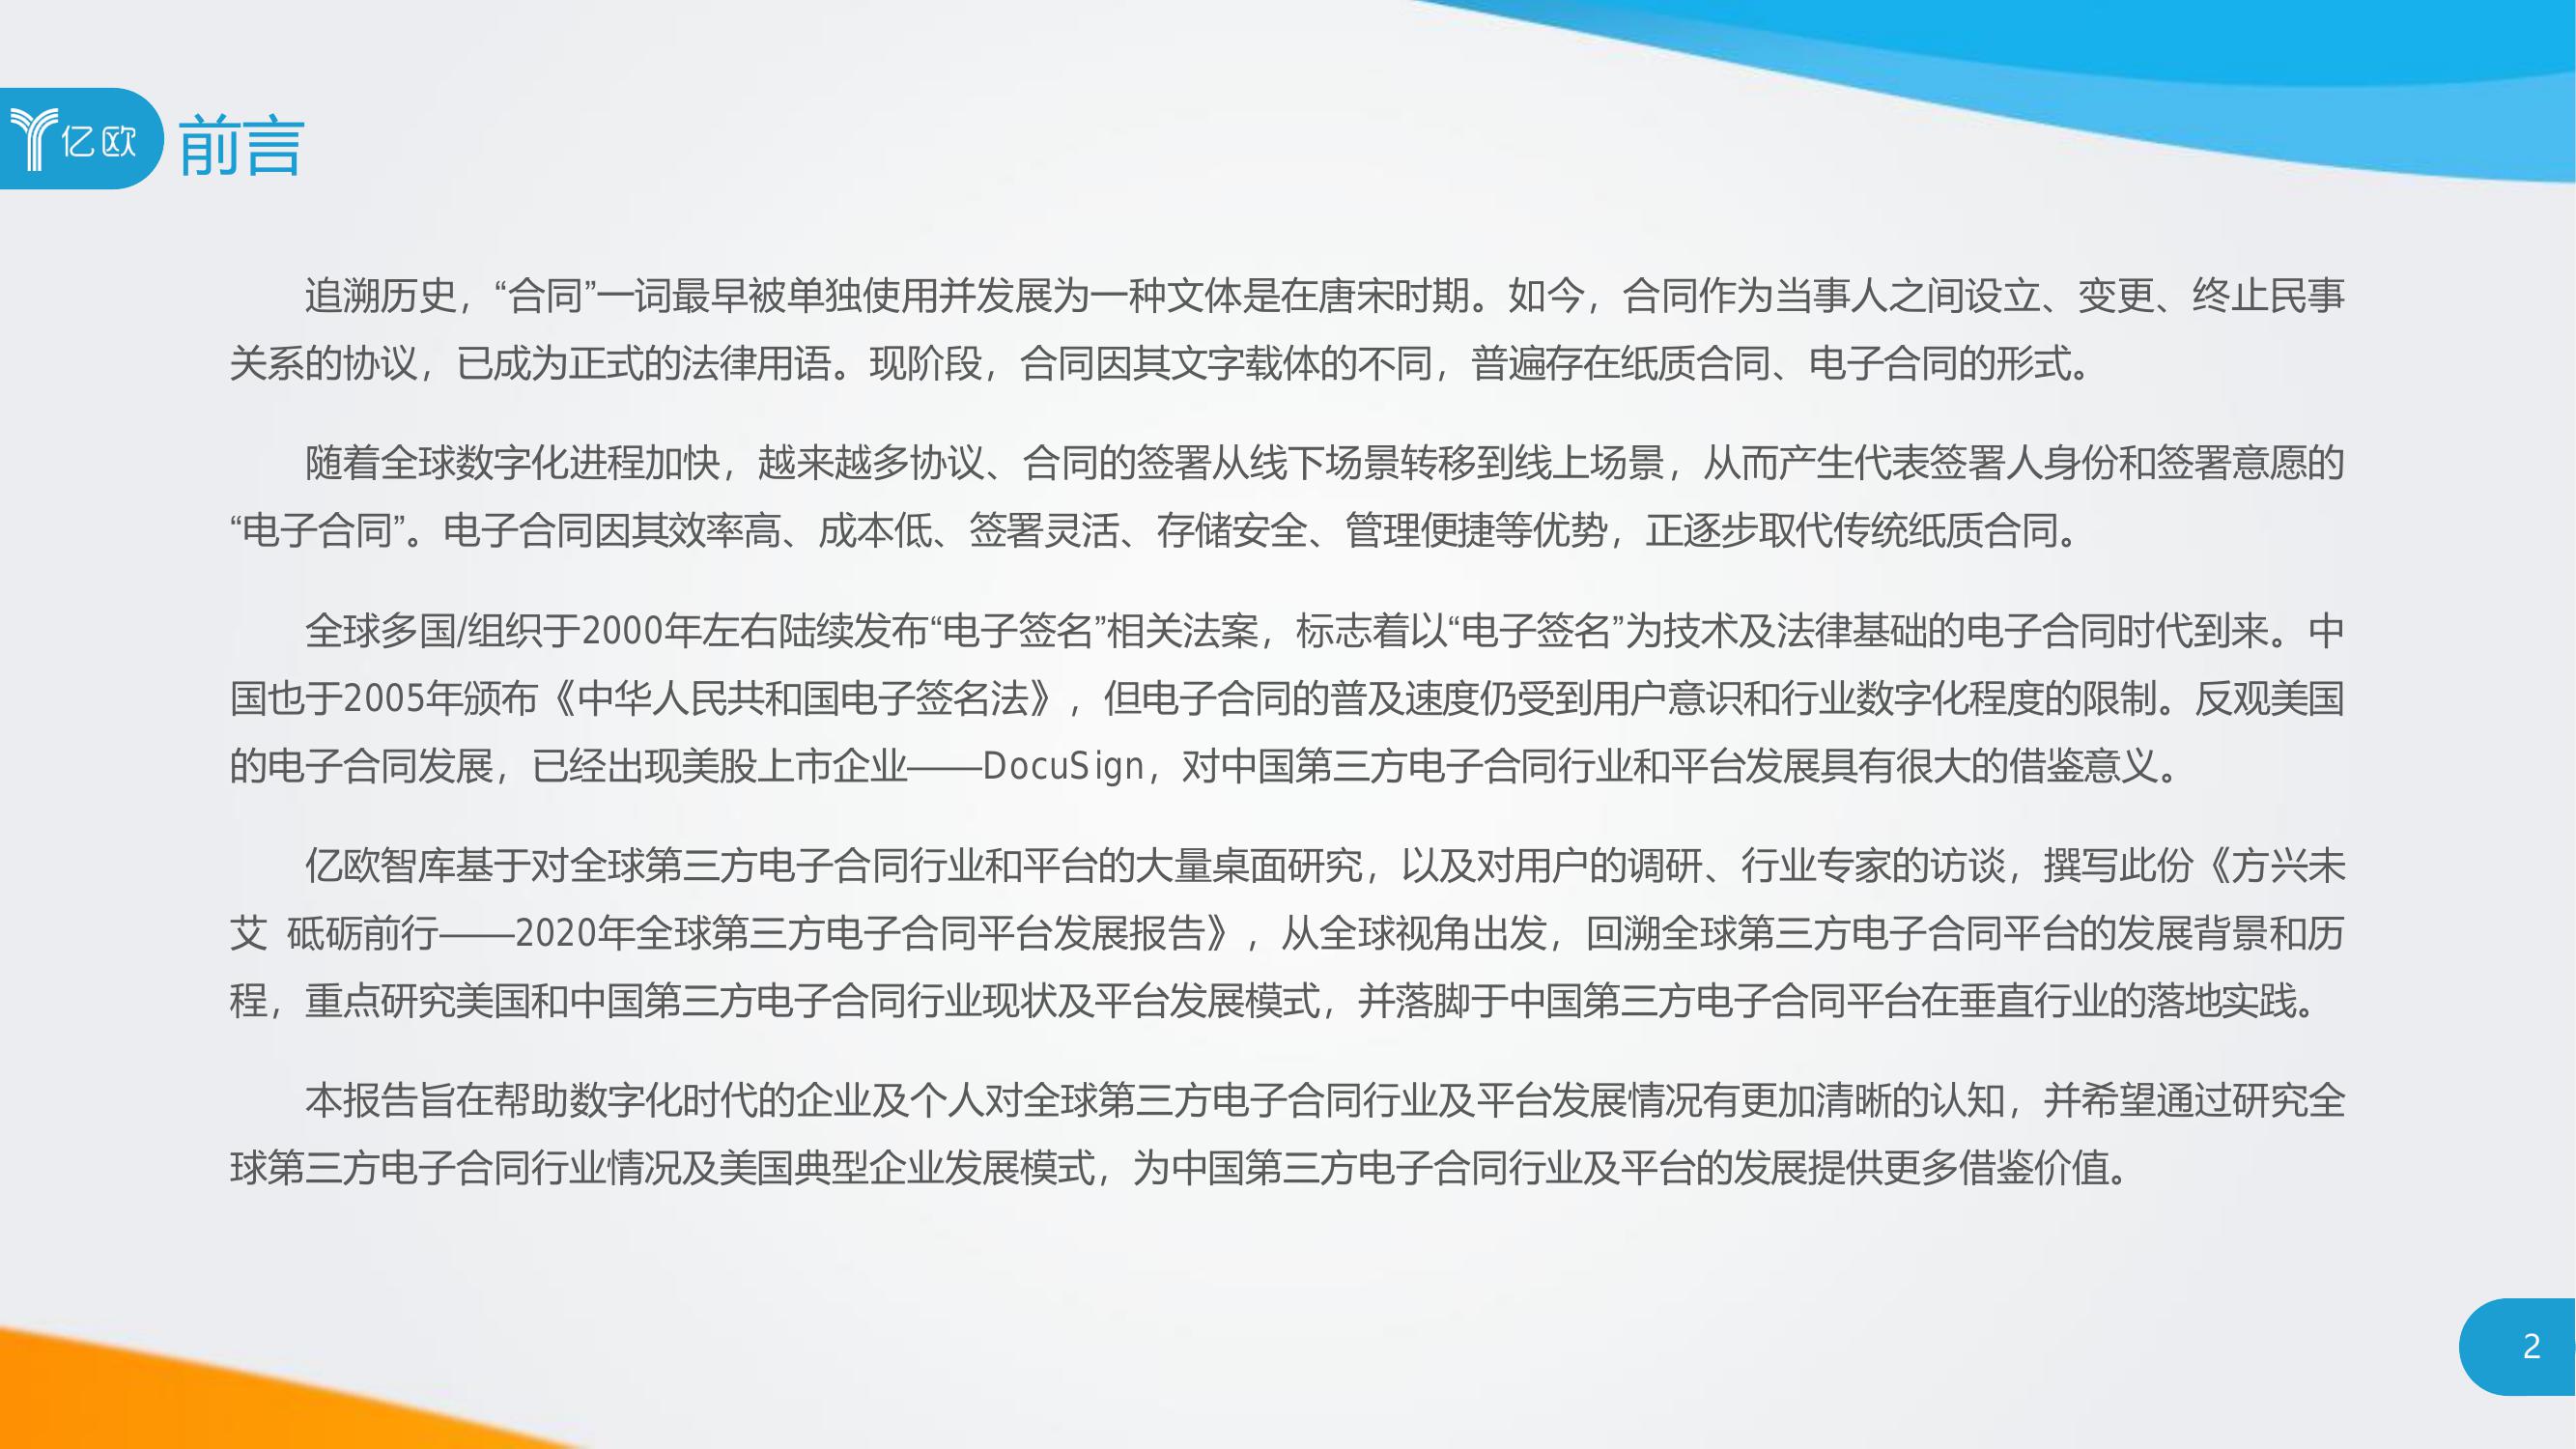 亿欧 前言
追溯历史，“合同”一词最早被单独使用并发展为一种文体是在唐宋时期。如今，合同作为当事人之间设立、变更、终止民事
关系的协议，已成为正式的法律用语。现阶段，合同因其文字载体的不同，普遍存在纸质合同、电子合同的形式。
随着全球数字化进程加快，越来越多协议、合同的签署从线下场景转移到线上场景，从而产生代表签署人身份和签署意愿的
“电子合同”。电子合同因其效率高、成本低、签署灵活、存储安全、管理便捷等优势，正逐步取代传统纸质合同。
全球多国/组织于2000年左右陆续发布“电子签名”相关法案，标志着以“电子签名”为技术及法律基础的电子合同时代到来。中
国也于2005年颁布《中华人民共和国电子签名法》，但电子合同的普及速度仍受到用户意识和行业数字化程度的限制。反观美国
的电子合同发展，已经出现美股上市企业——DocuSign，对中国第三方电子合同行业和平台发展具有很大的借鉴意义。
亿欧智库基于对全球第三方电子合同行业和平台的大量桌面研究，以及对用户的调研、行业专家的访谈，撰写此份《方兴未
艾 砥砺前行——2020年全球第三方电子合同平台发展报告》，从全球视角出发，回溯全球第三方电子合同平台的发展背景和历
程，重点研究美国和中国第三方电子合同行业现状及平台发展模式，并落脚于中国第三方电子合同平台在垂直行业的落地实践。
本报告旨在帮助数字化时代的企业及个人对全球第三方电子合同行业及平台发展情况有更加清晰的认知，并希望通过研究全
球第三方电子合同行业情况及美国典型企业发展模式，为中国第三方电子合同行业及平台的发展提供更多借鉴价值。
2